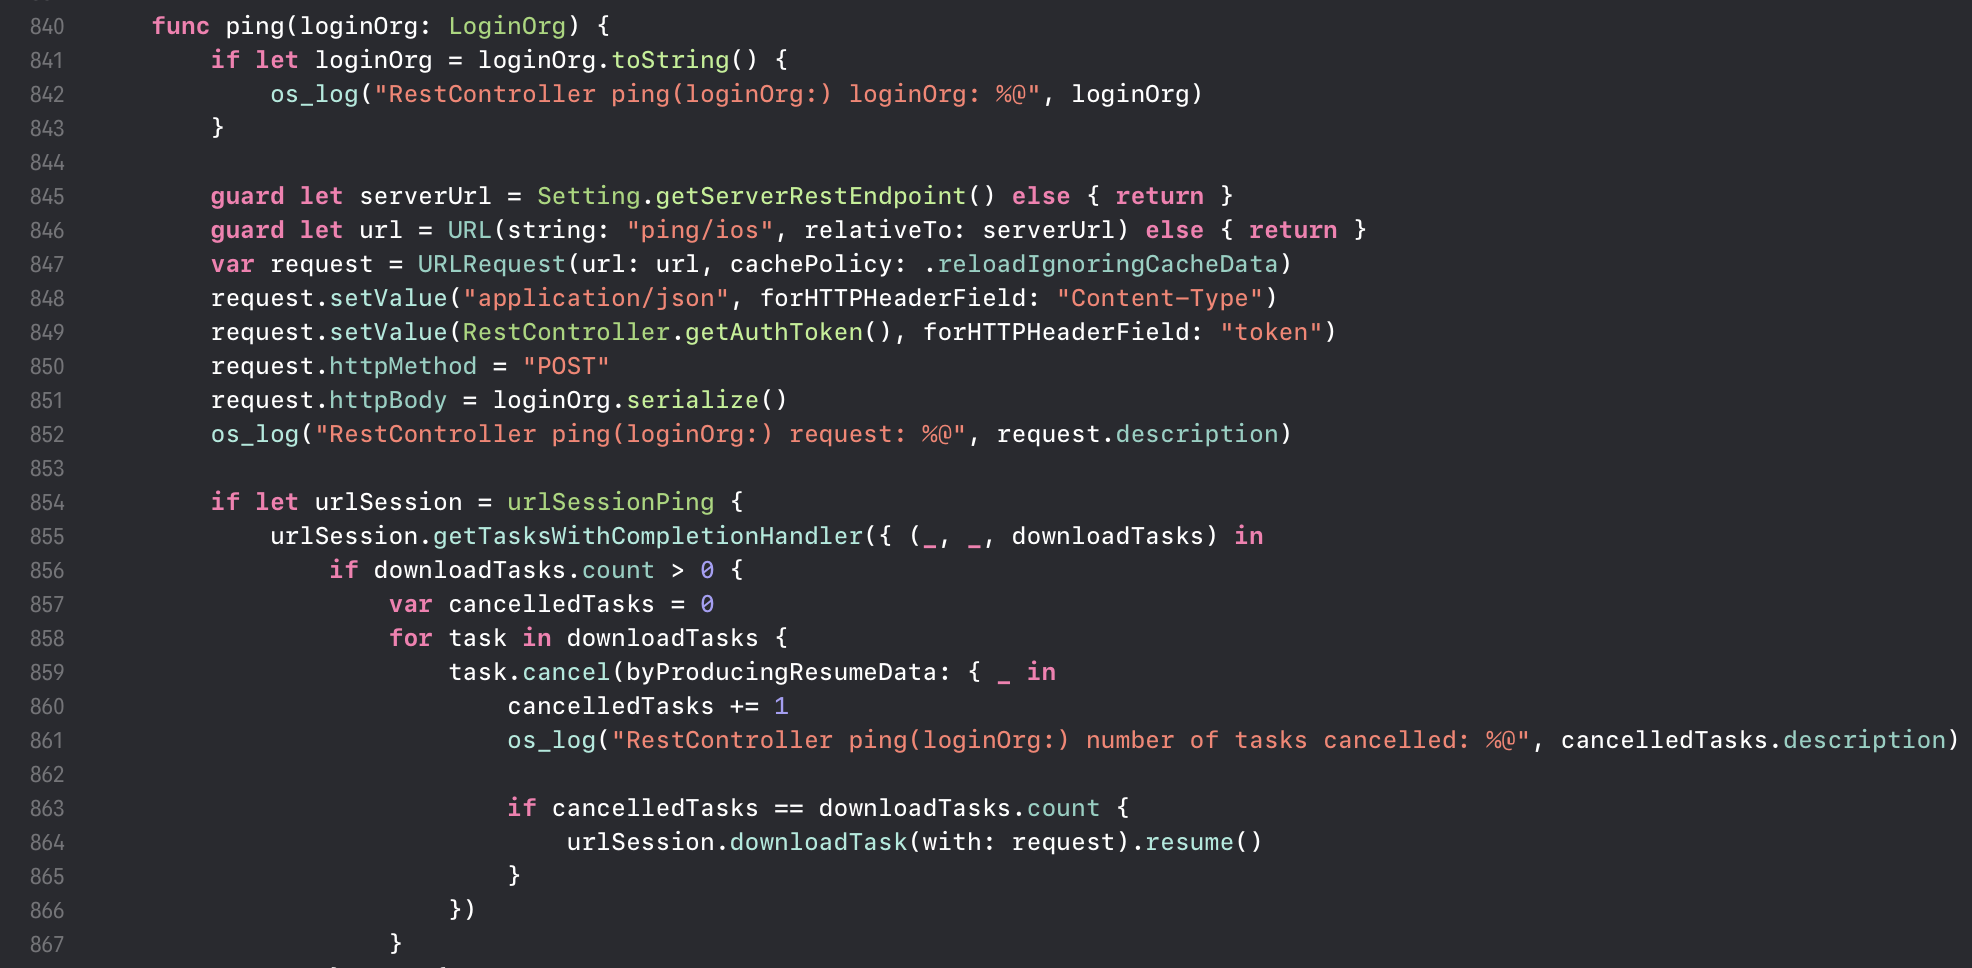 840 func ping(loginOrg: LoginOrg) {
841 if let loginOrg = loginOrg.toString() {
842 os_log("RestController ping(loginOrg:) loginOrg: %@", loginOrg)
843 }
844
845 guard let serverUrl = Setting.getServerRestEndpoint() else { return }
846 guard let url = URL(string: "ping/ios", relativeTo: serverUrl) else { return }
847 var request = URLRequest(url: url, cachePolicy: .reloadIgnoringCacheData)
848 request.setValue("application/json", forHTTPHeaderField: "Content-Type")
849 request.setValue(RestController.getAuthToken(), forHTTPHeaderField: "token")
850 request.httpMethod = "POST"
851 request.httpBody = loginOrg.serialize()
852 os_log("RestController ping(loginOrg:) request: %@", request.description)
853
854 if let urlSession = urlSessionPing {
855 urlSession.getTasksWithCompletionHandler({ (_, _, downloadTasks) in
856 if downloadTasks.count > 0 {
857 var cancelledTasks = 0
858 for task in downloadTasks {
859 task.cancel(byProducingResumeData: { _ in
860 cancelledTasks += 1
861 os_log("RestController ping(loginOrg:) number of tasks cancelled: %@", cancelledTasks.description)
862
863 if cancelledTasks == downloadTasks.count {
864 urlSession.downloadTask(with: request).resume()
865 }
866 })
867 }